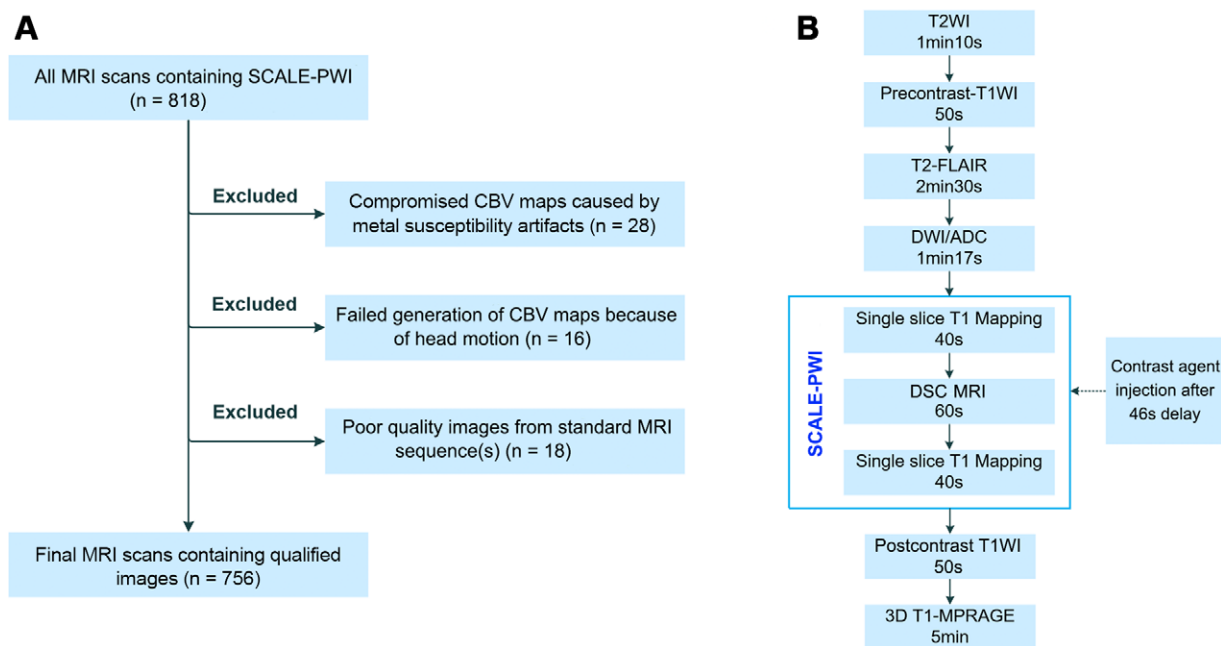 A
All MRI scans containing SCALE-PWI
(n = 818)
Excluded
Compromised CBV maps caused by
metal susceptibility artifacts (n = 28)
Excluded
Failed generation of CBV maps because
of head motion (n = 16)
Excluded
Poor quality images from standard MRI
sequence(s) (n = 18)
Final MRI scans containing qualified
images (n = 756)
B
T2WI
1min10s
Precontrast-T1WI
50s
T2-FLAIR
2min30s
DWI/ADC
1min17s
SCALE-PWI
Single slice T1 Mapping
40s
DSC MRI
60s
Single slice T1 Mapping
40s
Contrast agent
injection after
46s delay
Postcontrast T1WI
50s
3D T1-MPRAGE
5min